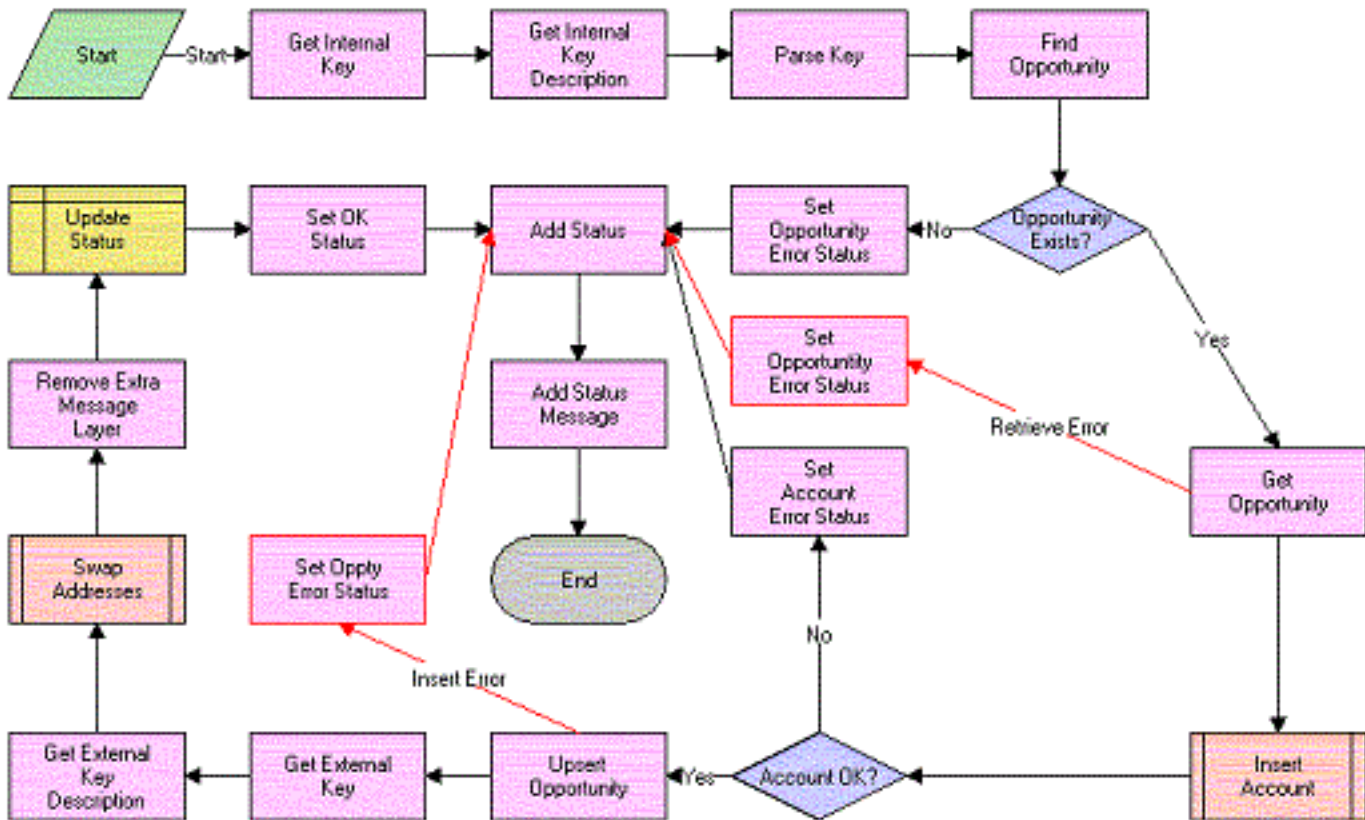 Start
Start
Get Internal
Key
Get Internal
Key
Description
Parse Key
Find
Opportunity
Update
Status
Set OK
Status
Add Status
Set
Opportunity
Error Status
No
Opportunity
Exists?
Yes
Remove Extra
Message
Layer
Add Status
Message
Set
Opportuntity
Error Status
Retrieve Error
Set
Account
Error Status
Get
Opportunity
Swap
Addresses
Set Oppty
Error Status
End
No
Insert Error
Get External
Key
Description
Get External
Key
Upsert
Opportunity
Yes
Account OK?
Insert
Account